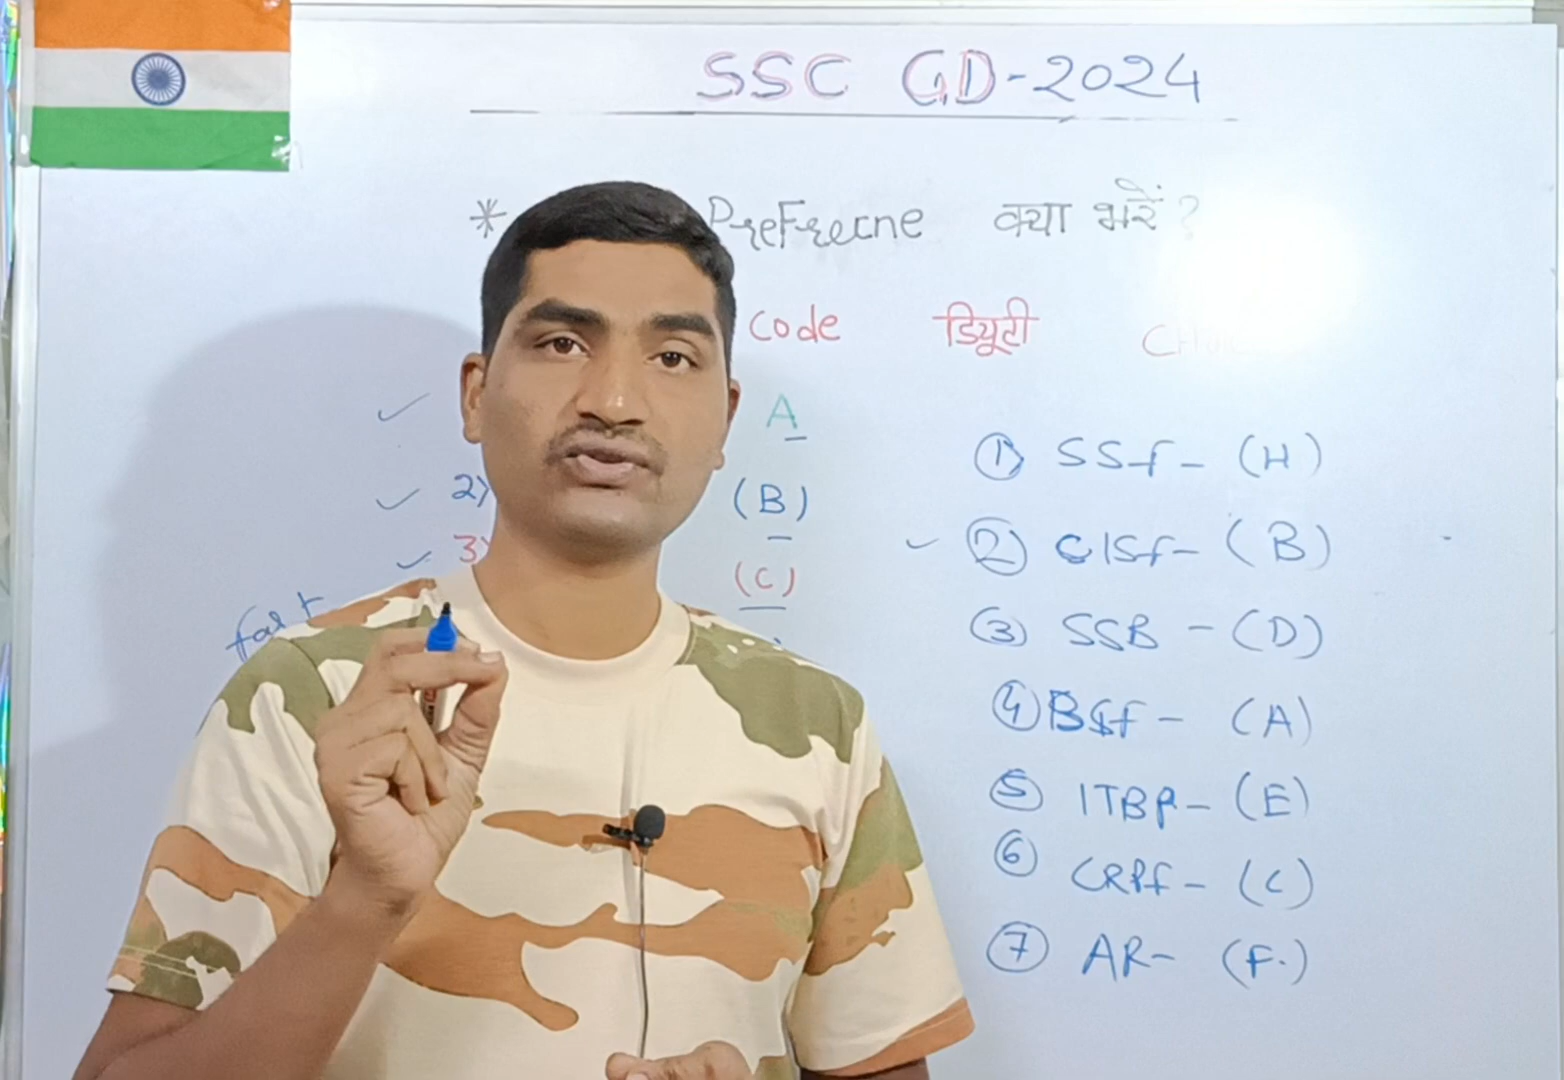 SSC GD-2024
* PreFrecne क्या भरें ?
Code ड्यूटी
A
2) (B)
3) (C)
① SSf - (H)
② CISf - (B)
③ SSB - (D)
④ BSf - (A)
⑤ ITBP - (E)
⑥ CRPf - (C)
⑦ AR - (F.)